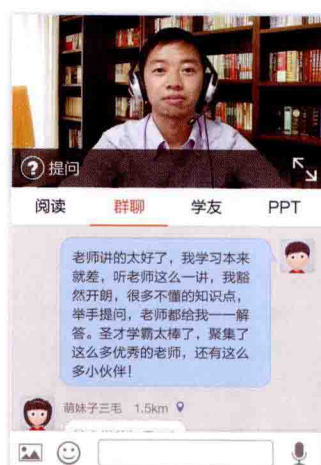 ? 提问
阅读 群聊 学友 PPT
老师讲的太好了，我学习本来
就差，听老师这么一讲，我豁
然开朗，很多不懂的知识点，
举手提问，老师都给我一一解
答。圣才学霸太棒了，聚集了
这么多优秀的老师，还有这么
多小伙伴！
萌妹子三毛 1.5km